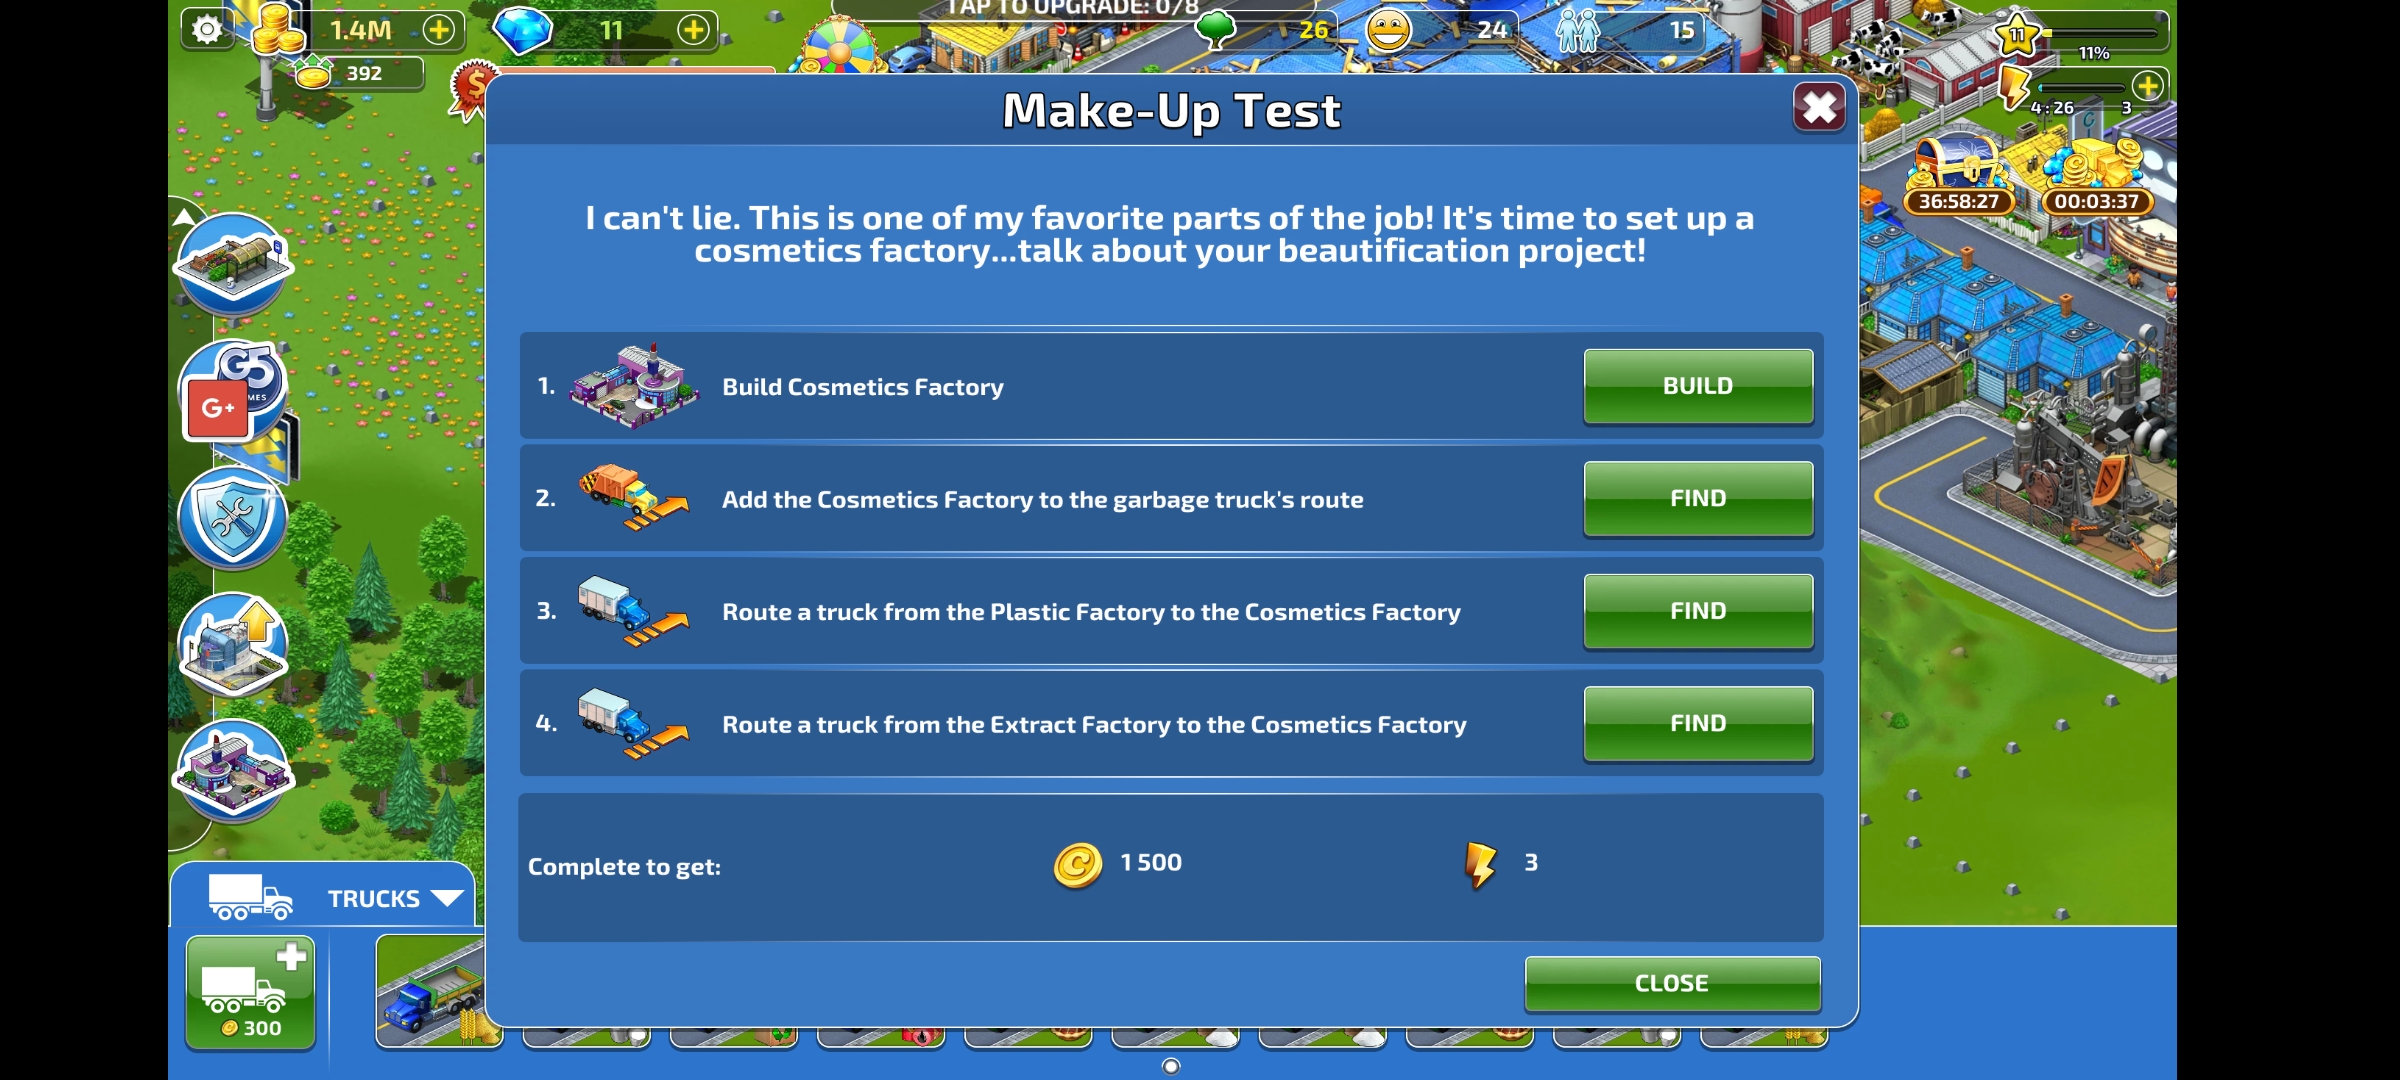 TAP TO UPGRADE: 0/8
1.4M
11
26
24
15
11
11%
392
4:26
3
Make-Up Test
36:58:27
00:03:37
I can't lie. This is one of my favorite parts of the job! It's time to set up a
cosmetics factory...talk about your beautification project!
1.
Build Cosmetics Factory
BUILD
G5
G+
2.
Add the Cosmetics Factory to the garbage truck's route
FIND
3.
Route a truck from the Plastic Factory to the Cosmetics Factory
FIND
4.
Route a truck from the Extract Factory to the Cosmetics Factory
FIND
Complete to get:
1 500
3
TRUCKS
300
CLOSE